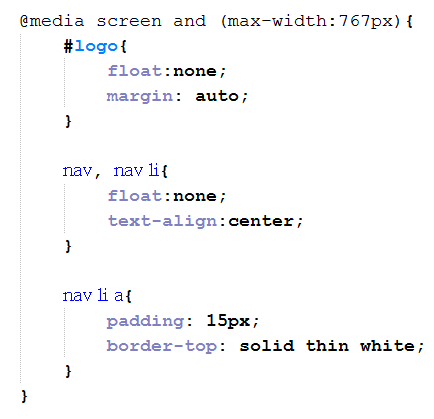 @media screen and (max-width:767px){
#logo{
float:none;
margin: auto;
}
nav, nav li{
float:none;
text-align:center;
}
nav li a{
padding: 15px;
border-top: solid thin white;
}
}